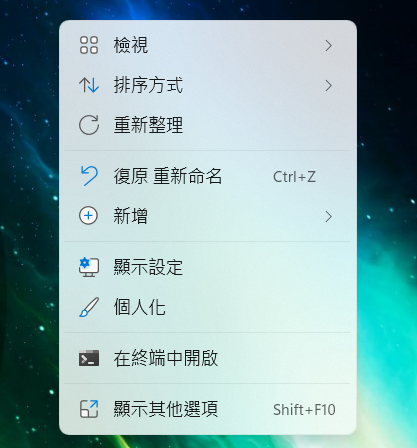 檢視
排序方式
重新整理
復原 重新命名 Ctrl+Z
新增
顯示設定
個人化
在終端中開啟
顯示其他選項 Shift+F10